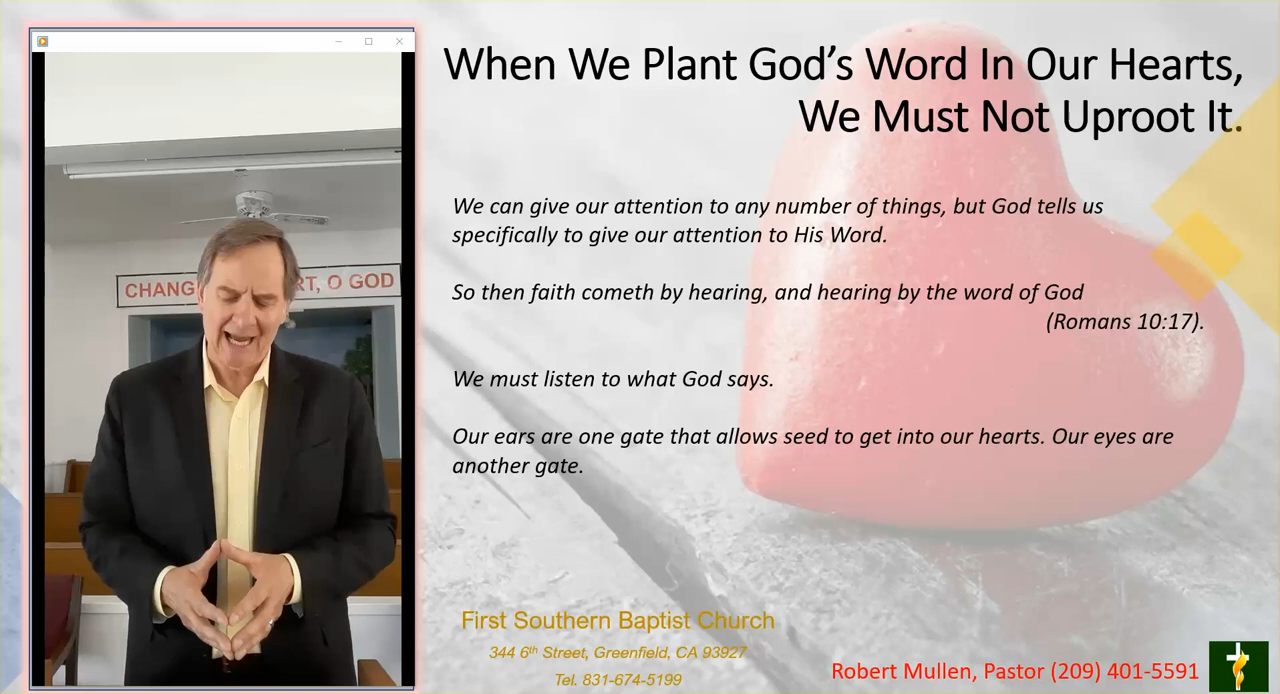 CHANG RT, O GOD
When We Plant God’s Word In Our Hearts,
We Must Not Uproot It.
We can give our attention to any number of things, but God tells us
specifically to give our attention to His Word.
So then faith cometh by hearing, and hearing by the word of God
(Romans 10:17).
We must listen to what God says.
Our ears are one gate that allows seed to get into our hearts. Our eyes are
another gate.
First Southern Baptist Church
344 6th Street, Greenfield, CA 93927
Tel. 831-674-5199
Robert Mullen, Pastor (209) 401-5591